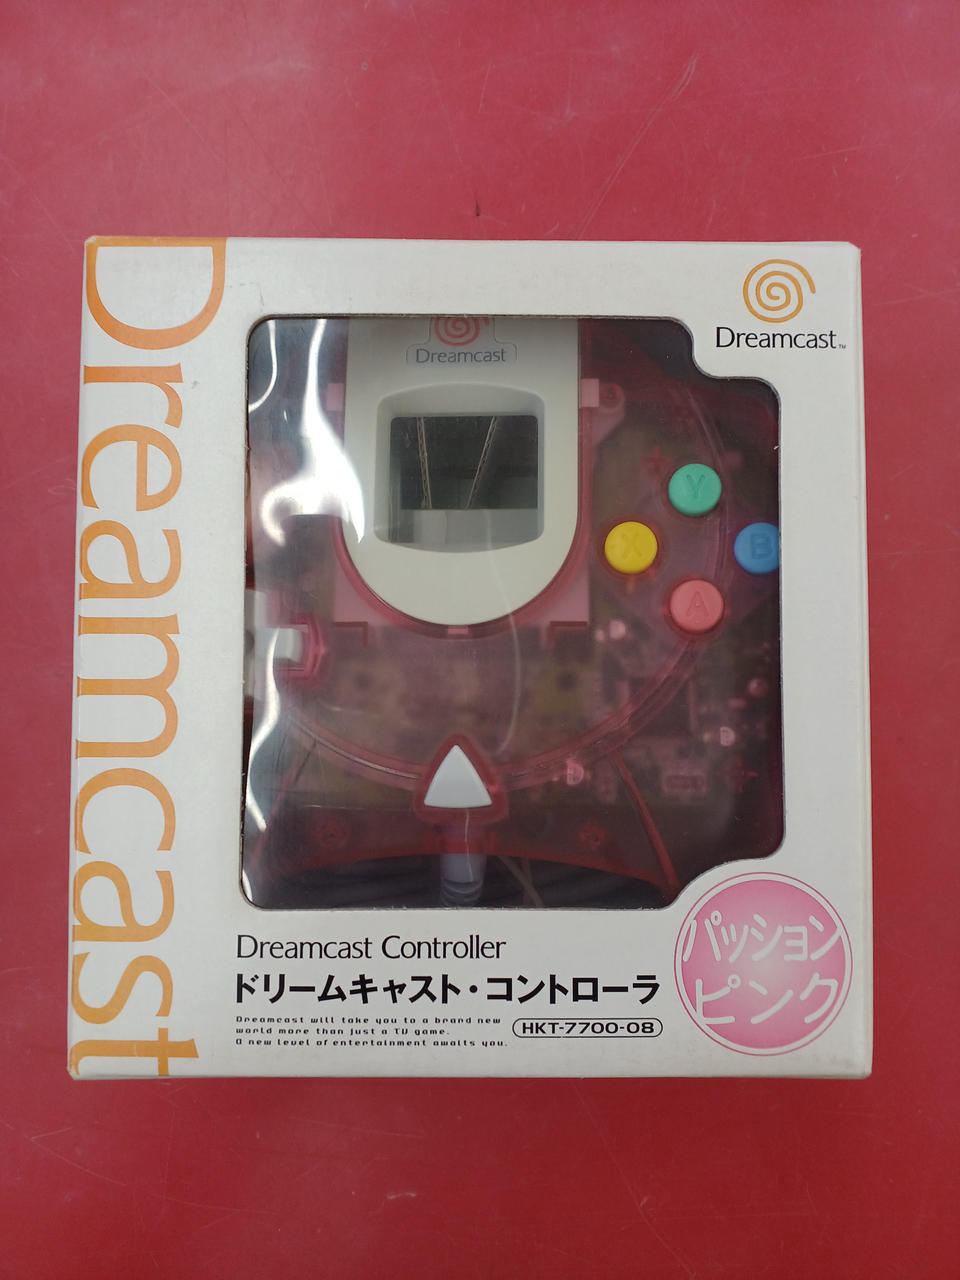 Dreamcast
Dreamcast™
Dreamcast
Y
X
B
A
Dreamcast Controller
ドリームキャスト・コントローラ
Dreamcast will take you to a brand new
world more than just a TV game.
A new level of entertainment awaits you.
HKT-7700-08
パッション
ピンク